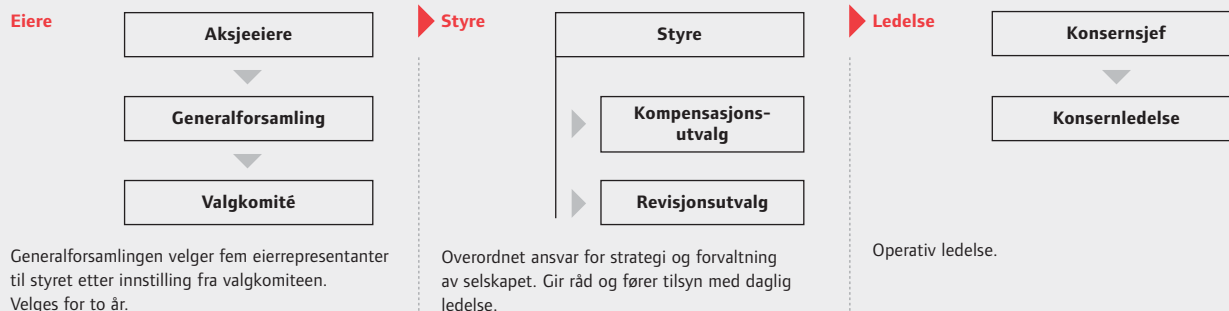 Eiere
Aksjeeiere
Generalforsamling
Valgkomité
Generalforsamlingen velger fem eierrepresentanter
til styret etter innstilling fra valgkomiteen.
Velges for to år.
Styre
Styre
Kompensasjons-
utvalg
Revisjonsutvalg
Overordnet ansvar for strategi og forvaltning
av selskapet. Gir råd og fører tilsyn med daglig
ledelse.
Ledelse
Konsernsjef
Konsernledelse
Operativ ledelse.